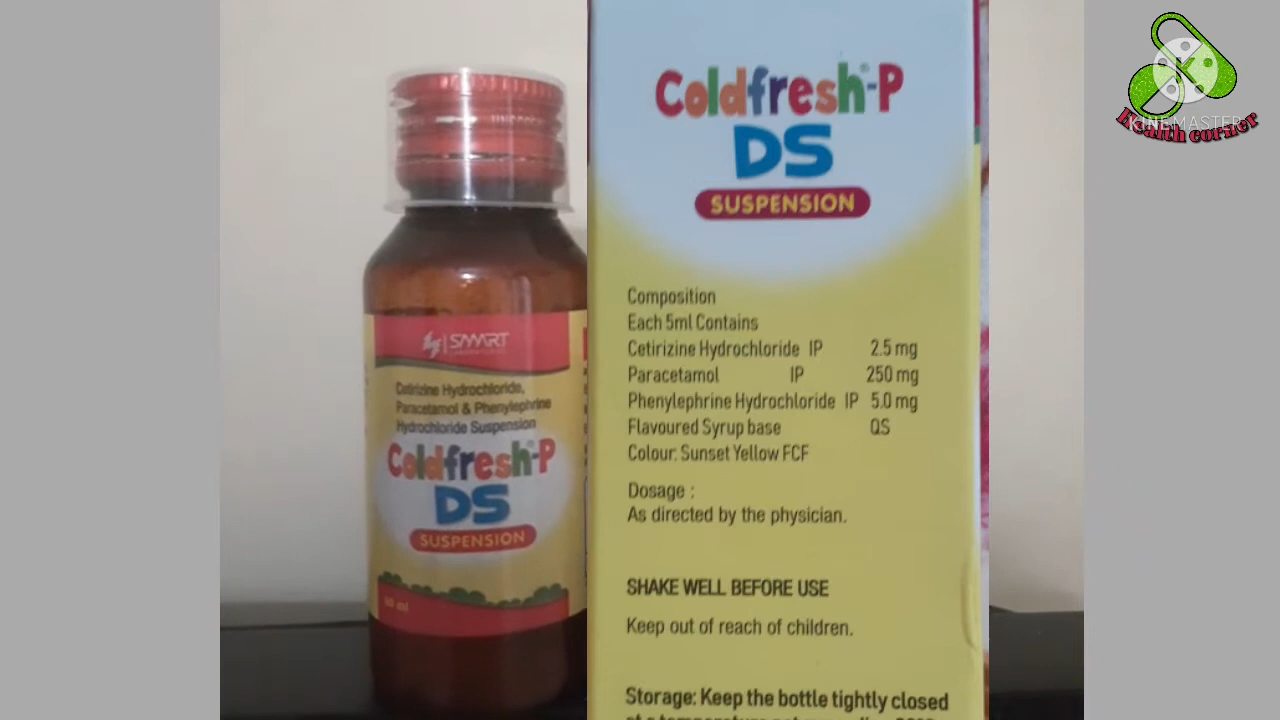 SMART
Cetirizine Hydrochloride,
Paracetamol & Phenylephrine
Hydrochloride Suspension
Coldfresh®-P
DS
SUSPENSION
Coldfresh®-P
DS
SUSPENSION
Composition
Each 5ml Contains
Cetirizine Hydrochloride IP 2.5 mg
Paracetamol IP 250 mg
Phenylephrine Hydrochloride IP 5.0 mg
Flavoured Syrup base QS
Colour: Sunset Yellow FCF
Dosage :
As directed by the physician.
SHAKE WELL BEFORE USE
Keep out of reach of children.
Storage: Keep the bottle tightly closed
KINEMASTER
Health corner